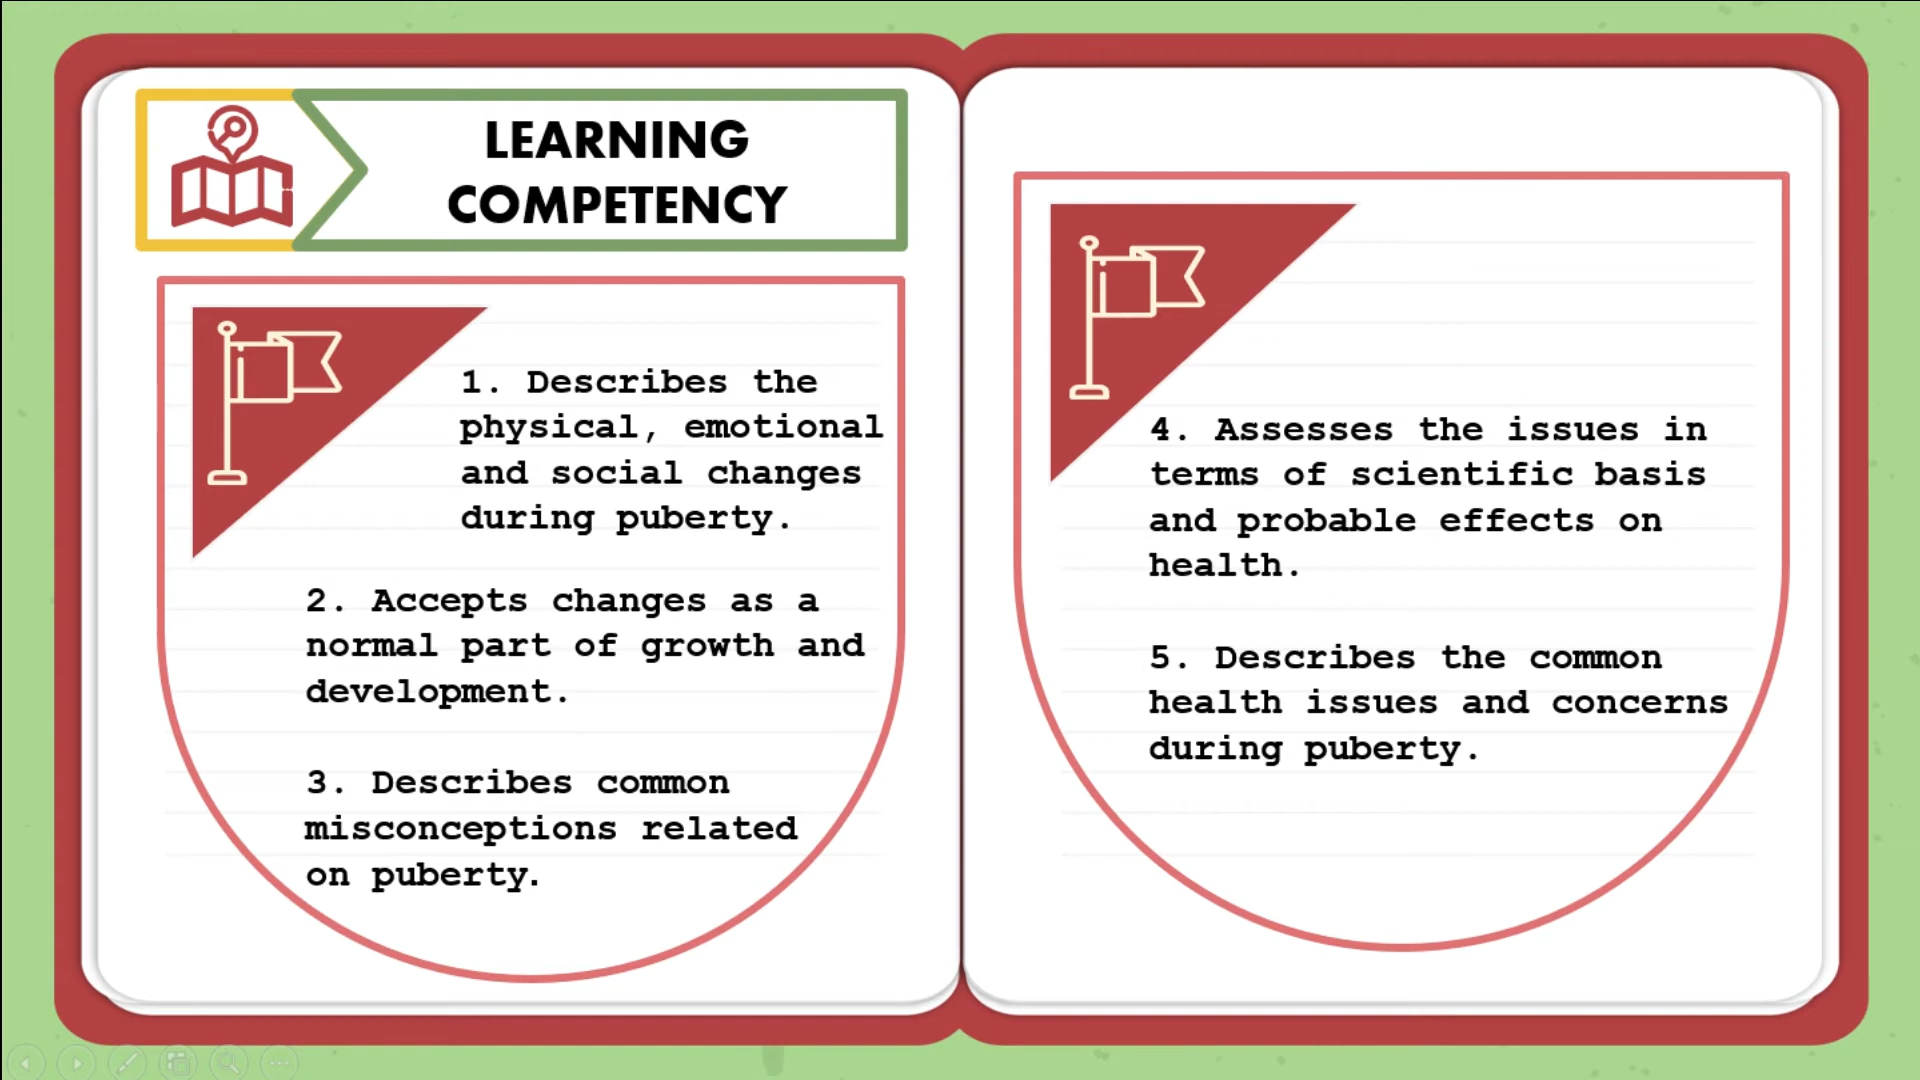 LEARNING
COMPETENCY
1. Describes the
physical, emotional
and social changes
during puberty.
2. Accepts changes as a
normal part of growth and
development.
3. Describes common
misconceptions related
on puberty.
4. Assesses the issues in
terms of scientific basis
and probable effects on
health.
5. Describes the common
health issues and concerns
during puberty.